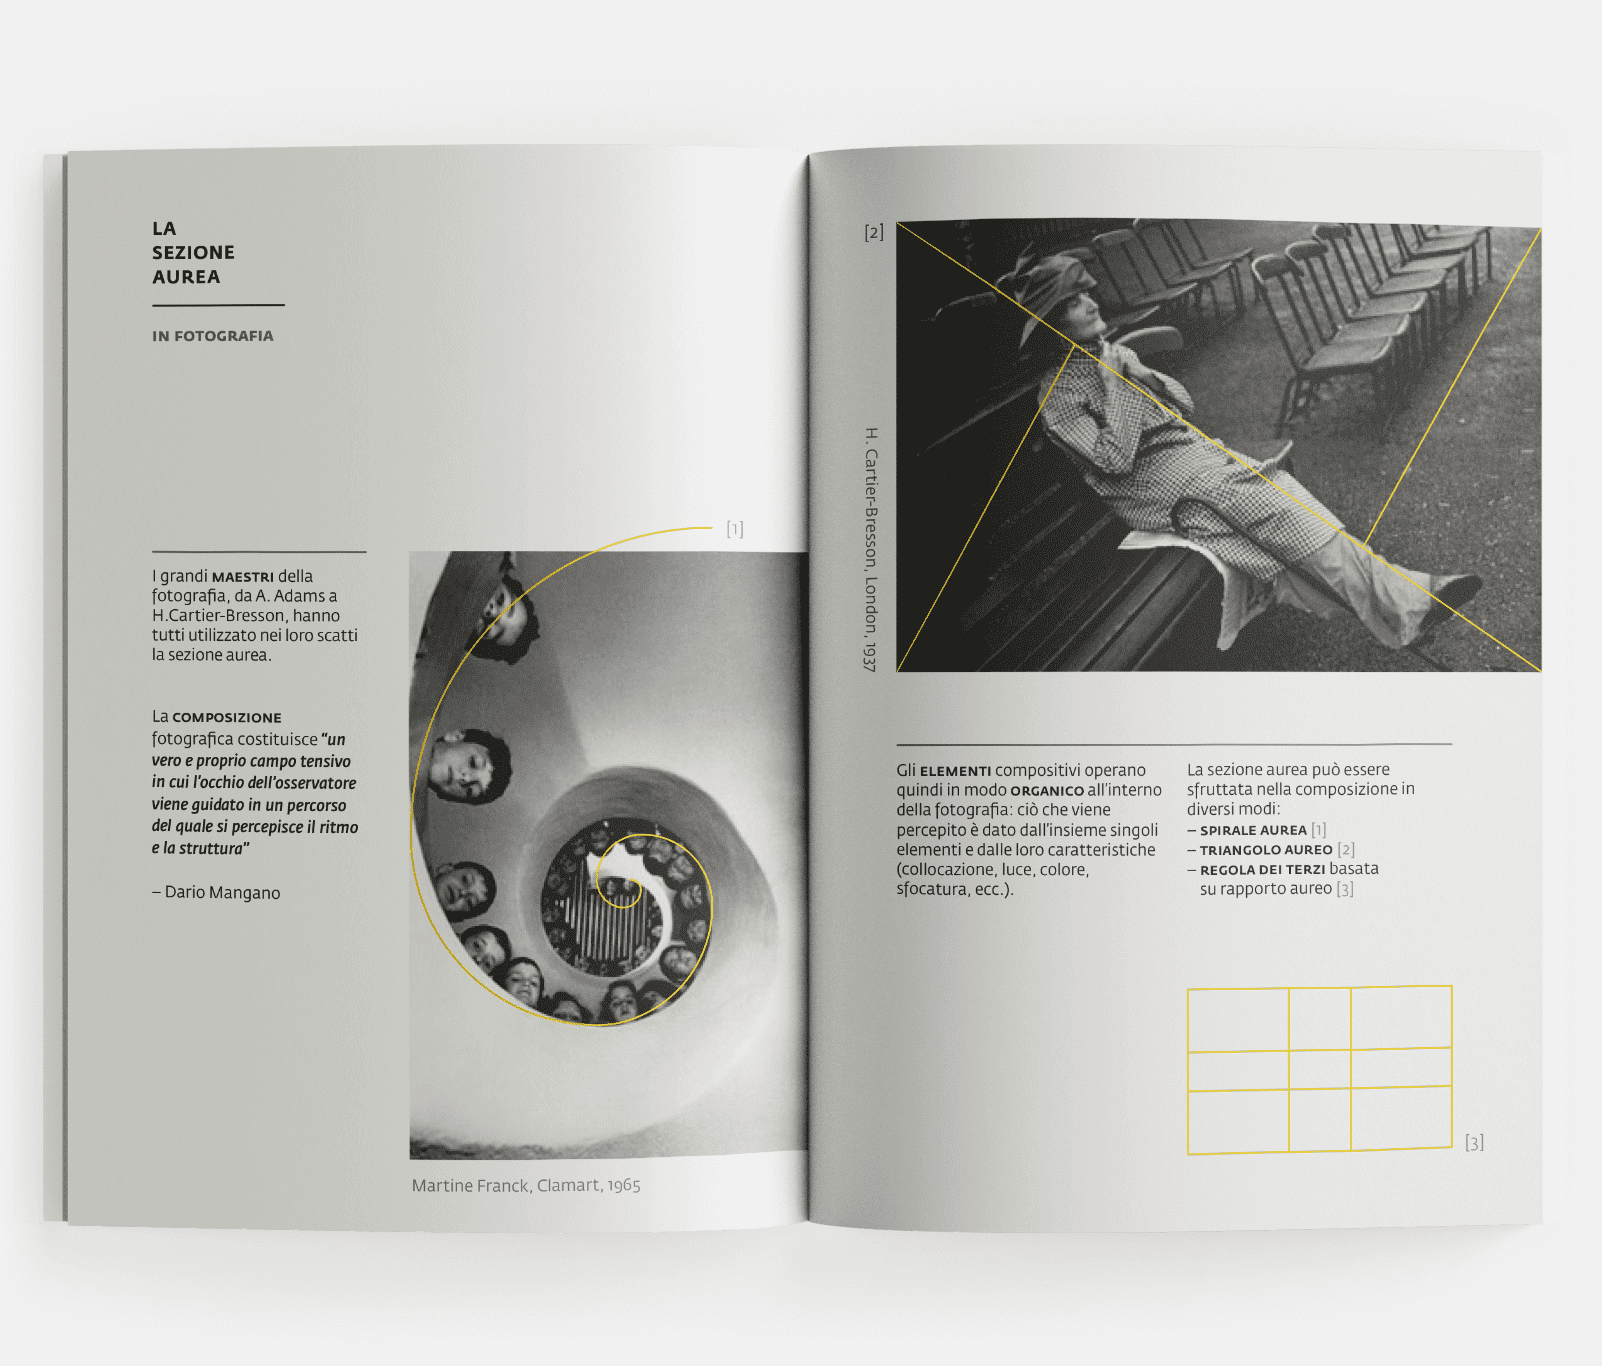 LA
SEZIONE
AUREA
IN FOTOGRAFIA
I grandi MAESTRI della
fotografia, da A. Adams a
H.Cartier-Bresson, hanno
tutti utilizzato nei loro scatti
la sezione aurea.
La COMPOSIZIONE
fotografica costituisce "un
vero e proprio campo tensivo
in cui l'occhio dell'osservatore
viene guidato in un percorso
del quale si percepisce il ritmo
e la struttura"
– Dario Mangano
[1]
Martine Franck, Clamart, 1965
[2]
H. Cartier-Bresson, London, 1937
Gli ELEMENTI compositivi operano
quindi in modo ORGANICO all'interno
della fotografia: ciò che viene
percepito è dato dall'insieme singoli
elementi e dalle loro caratteristiche
(collocazione, luce, colore,
sfocatura, ecc.).
La sezione aurea può essere
sfruttata nella composizione in
diversi modi:
– SPIRALE AUREA [1]
– TRIANGOLO AUREO [2]
– REGOLA DEI TERZI basata
su rapporto aureo [3]
[3]